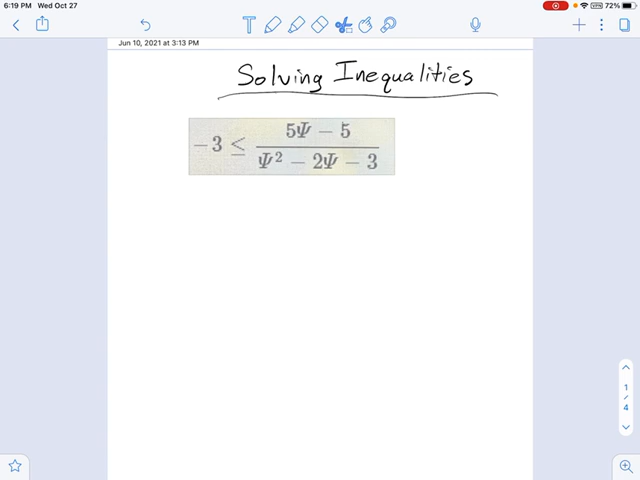 6:19 PM Wed Oct 27
VPN 72%
T
Jun 10, 2021 at 3:13 PM
Solving Inequalities
−3 ≤ (5Ψ − 5) / (Ψ² − 2Ψ − 3)
1
/
4